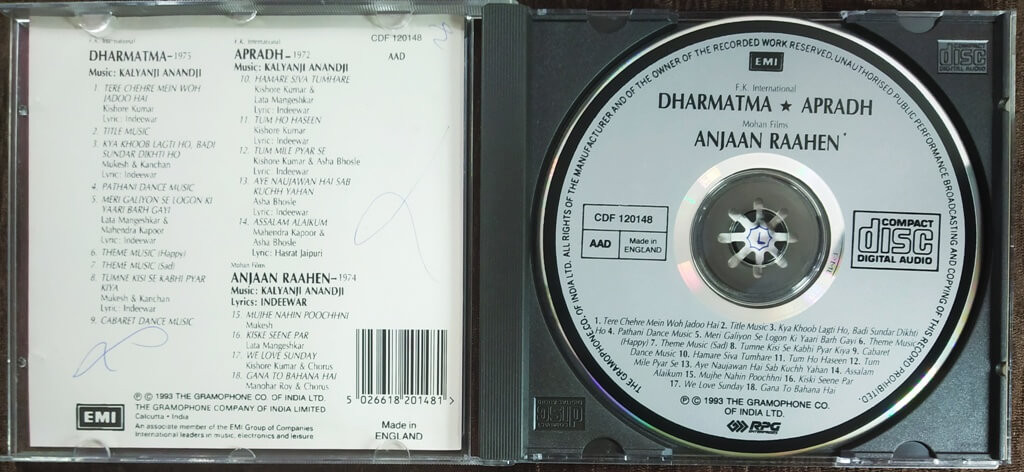 F.K. International
DHARMATMA—1975
Music: KALYANJI ANANDJI
1. TERE CHEHRE MEIN WOH
JADOO HAI
Kishore Kumar
Lyric: Indeewar
2. TITLE MUSIC
3. KYA KHOOB LAGTI HO, BADI
SUNDAR DIKHTI HO
Mukesh & Kanchan
Lyric: Indeewar
4. PATHANI DANCE MUSIC
5. MERI GALIYON SE LOGON KI
YAARI BARH GAYI
Lata Mangeshkar &
Mahendra Kapoor
Lyric: Indeewar
6. THEME MUSIC (Happy)
7. THEME MUSIC (Sad)
8. TUMNE KISI SE KABHI PYAR
KIYA
Mukesh & Kanchan
Lyric: Indeewar
9. CABARET DANCE MUSIC
F.K. International
APRADH—1972
Music: KALYANJI ANANDJI
10. HAMARE SIVA TUMHARE
Kishore Kumar &
Lata Mangeshkar
Lyric: Indeewar
11. TUM HO HASEEN
Kishore Kumar
Lyric: Indeewar
12. TUM MILE PYAR SE
Kishore Kumar & Asha Bhosle
Lyric: Indeewar
13. AYE NAUJAWAN HAI SAB
KUCHH YAHAN
Asha Bhosle
Lyric: Indeewar
14. ASSALAM ALAIKUM
Mahendra Kapoor &
Asha Bhosle
Lyric: Hasrat Jaipuri
Mohan Films
ANJAAN RAAHEN—1974
Music: KALYANJI ANANDJI
Lyrics: INDEEWAR
15. MUJHE NAHIN POOCHHNI
Mukesh
16. KISKE SEENE PAR
Lata Mangeshkar
17. WE LOVE SUNDAY
Kishore Kumar & Chorus
18. GANA TO BAHANA HAI
Manohar Roy & Chorus
CDF 120148
AAD
5 026618 201481 >
EMI
℗ © 1993 THE GRAMOPHONE CO. OF INDIA LTD.
THE GRAMOPHONE COMPANY OF INDIA LIMITED
Calcutta • India
An associate member of the EMI Group of Companies
International leaders in music, electronics and leisure
Made in
ENGLAND
THE GRAMOPHONE CO. OF INDIA LTD. ALL RIGHTS OF THE MANUFACTURER AND OF THE OWNER OF THE RECORDED WORK RESERVED. UNAUTHORISED PUBLIC PERFORMANCE BROADCASTING AND COPYING OF THIS RECORD PROHIBITED.
EMI
F.K. International
DHARMATMA ★ APRADH
Mohan Films
ANJAAN RAAHEN
CDF 120148
AAD
Made in
ENGLAND
COMPACT
disc
DIGITAL AUDIO
L
1. Tere Chehre Mein Woh Jadoo Hai 2. Title Music 3. Kya Khoob Lagti Ho, Badi Sundar Dikhti
Ho 4. Pathani Dance Music 5. Meri Galiyon Se Logon Ki Yaari Barh Gayi 6. Theme Music
(Happy) 7. Theme Music (Sad) 8. Tumne Kisi Se Kabhi Pyar Kiya 9. Cabaret
Dance Music 10. Hamare Siva Tumhare 11. Tum Ho Haseen 12. Tum
Mile Pyar Se 13. Aye Naujawan Hai Sab Kuchh Yahan 14. Assalam
Alaikum 15. Mujhe Nahin Poochhni 16. Kiski Seene Par
17. We Love Sunday 18. Gana To Bahana Hai
℗ © 1993 THE GRAMOPHONE CO.
OF INDIA LTD.
RPG
COMPACT
disc
DIGITAL AUDIO
COMPACT
disc
DIGITAL AUDIO